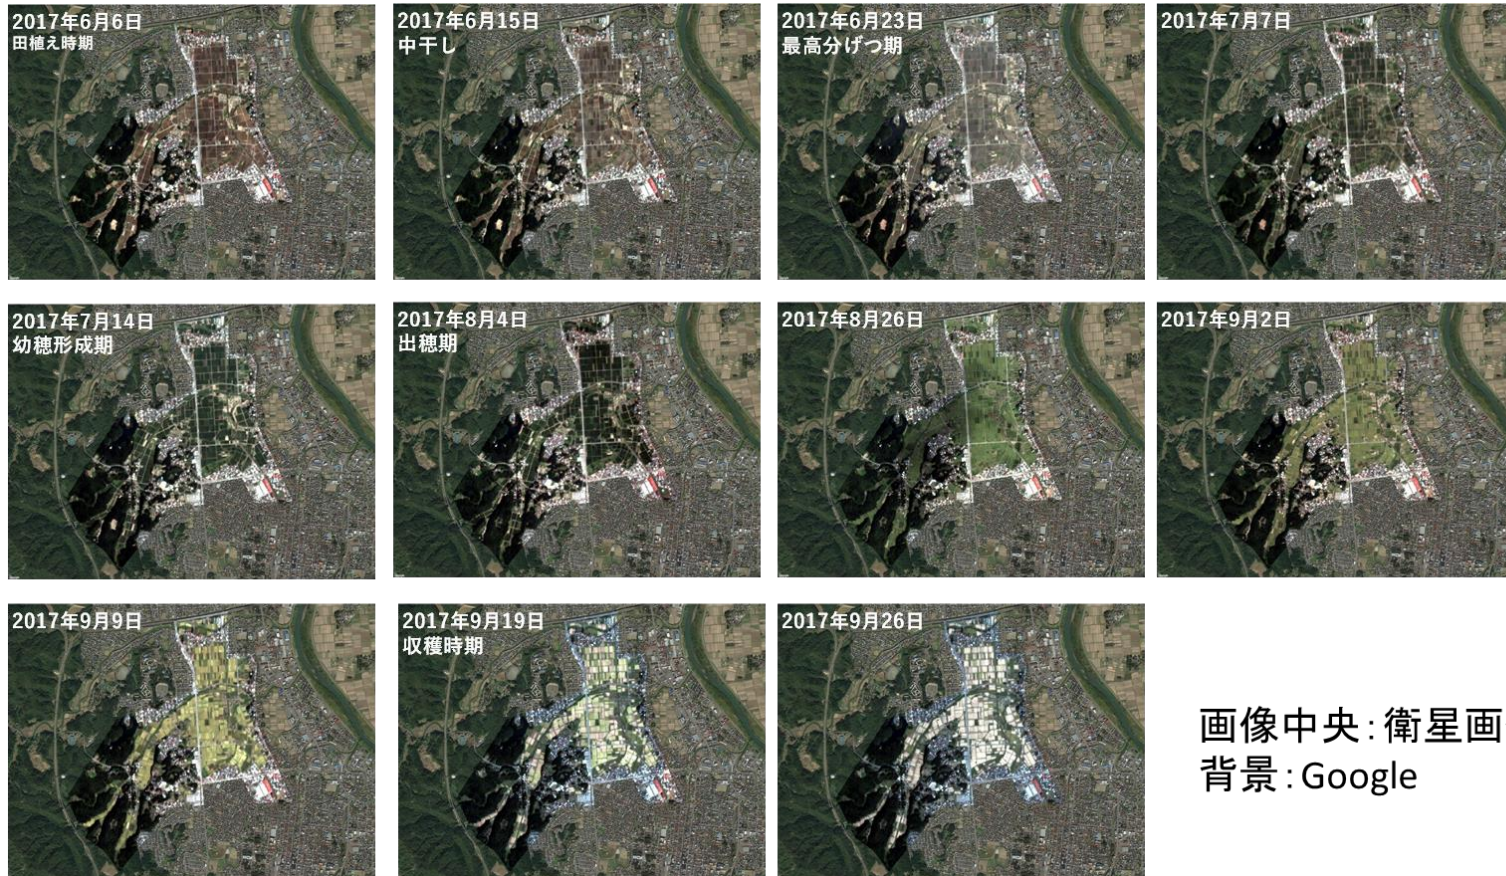 2017年6月6日
田植え時期
2017年6月15日
中干し
2017年6月23日
最高分げつ期
2017年7月7日
2017年7月14日
幼穂形成期
2017年8月4日
出穂期
2017年8月26日
2017年9月2日
2017年9月9日
2017年9月19日
収穫時期
2017年9月26日
画像中央：衛星画
背景：Google